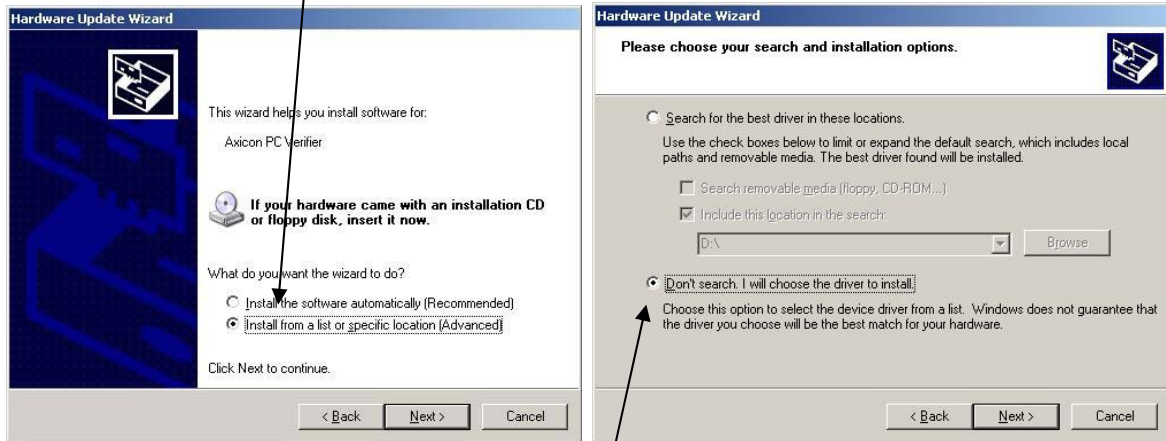 Hardware Update Wizard
This wizard helps you install software for:
Axicon PC Verifier
If your hardware came with an installation CD
or floppy disk, insert it now.
What do you want the wizard to do?
Install the software automatically (Recommended)
Install from a list or specific location (Advanced)
Click Next to continue.
< Back
Next >
Cancel
Hardware Update Wizard
Please choose your search and installation options.
Search for the best driver in these locations.
Use the check boxes below to limit or expand the default search, which includes local
paths and removable media. The best driver found will be installed.
Search removable media (floppy, CD-ROM...)
Include this location in the search:
D:\
Browse
Don't search. I will choose the driver to install.
Choose this option to select the device driver from a list. Windows does not guarantee that
the driver you choose will be the best match for your hardware.
< Back
Next >
Cancel